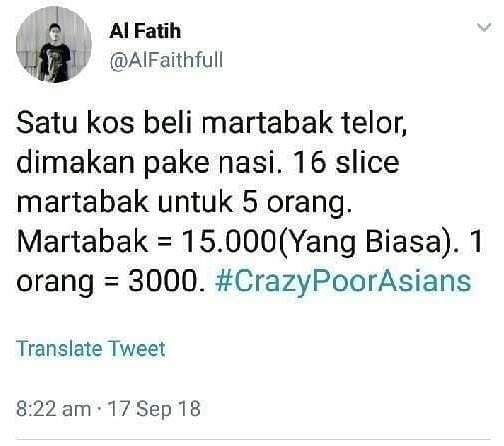 Al Fatih
@AlFaithfull
Satu kos beli martabak telor,
dimakan pake nasi. 16 slice
martabak untuk 5 orang.
Martabak = 15.000(Yang Biasa). 1
orang = 3000. #CrazyPoorAsians
Translate Tweet
8:22 am · 17 Sep 18